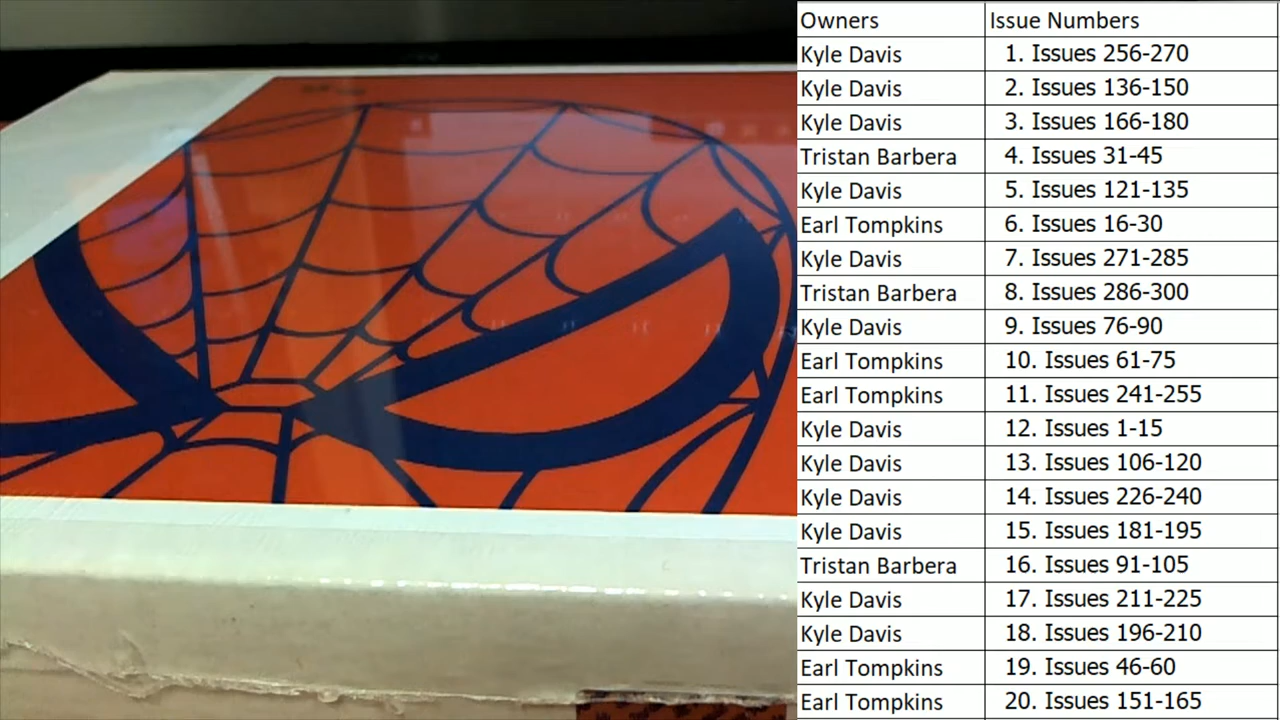 Owners Issue Numbers
Kyle Davis 1. Issues 256-270
Kyle Davis 2. Issues 136-150
Kyle Davis 3. Issues 166-180
Tristan Barbera 4. Issues 31-45
Kyle Davis 5. Issues 121-135
Earl Tompkins 6. Issues 16-30
Kyle Davis 7. Issues 271-285
Tristan Barbera 8. Issues 286-300
Kyle Davis 9. Issues 76-90
Earl Tompkins 10. Issues 61-75
Earl Tompkins 11. Issues 241-255
Kyle Davis 12. Issues 1-15
Kyle Davis 13. Issues 106-120
Kyle Davis 14. Issues 226-240
Kyle Davis 15. Issues 181-195
Tristan Barbera 16. Issues 91-105
Kyle Davis 17. Issues 211-225
Kyle Davis 18. Issues 196-210
Earl Tompkins 19. Issues 46-60
Earl Tompkins 20. Issues 151-165